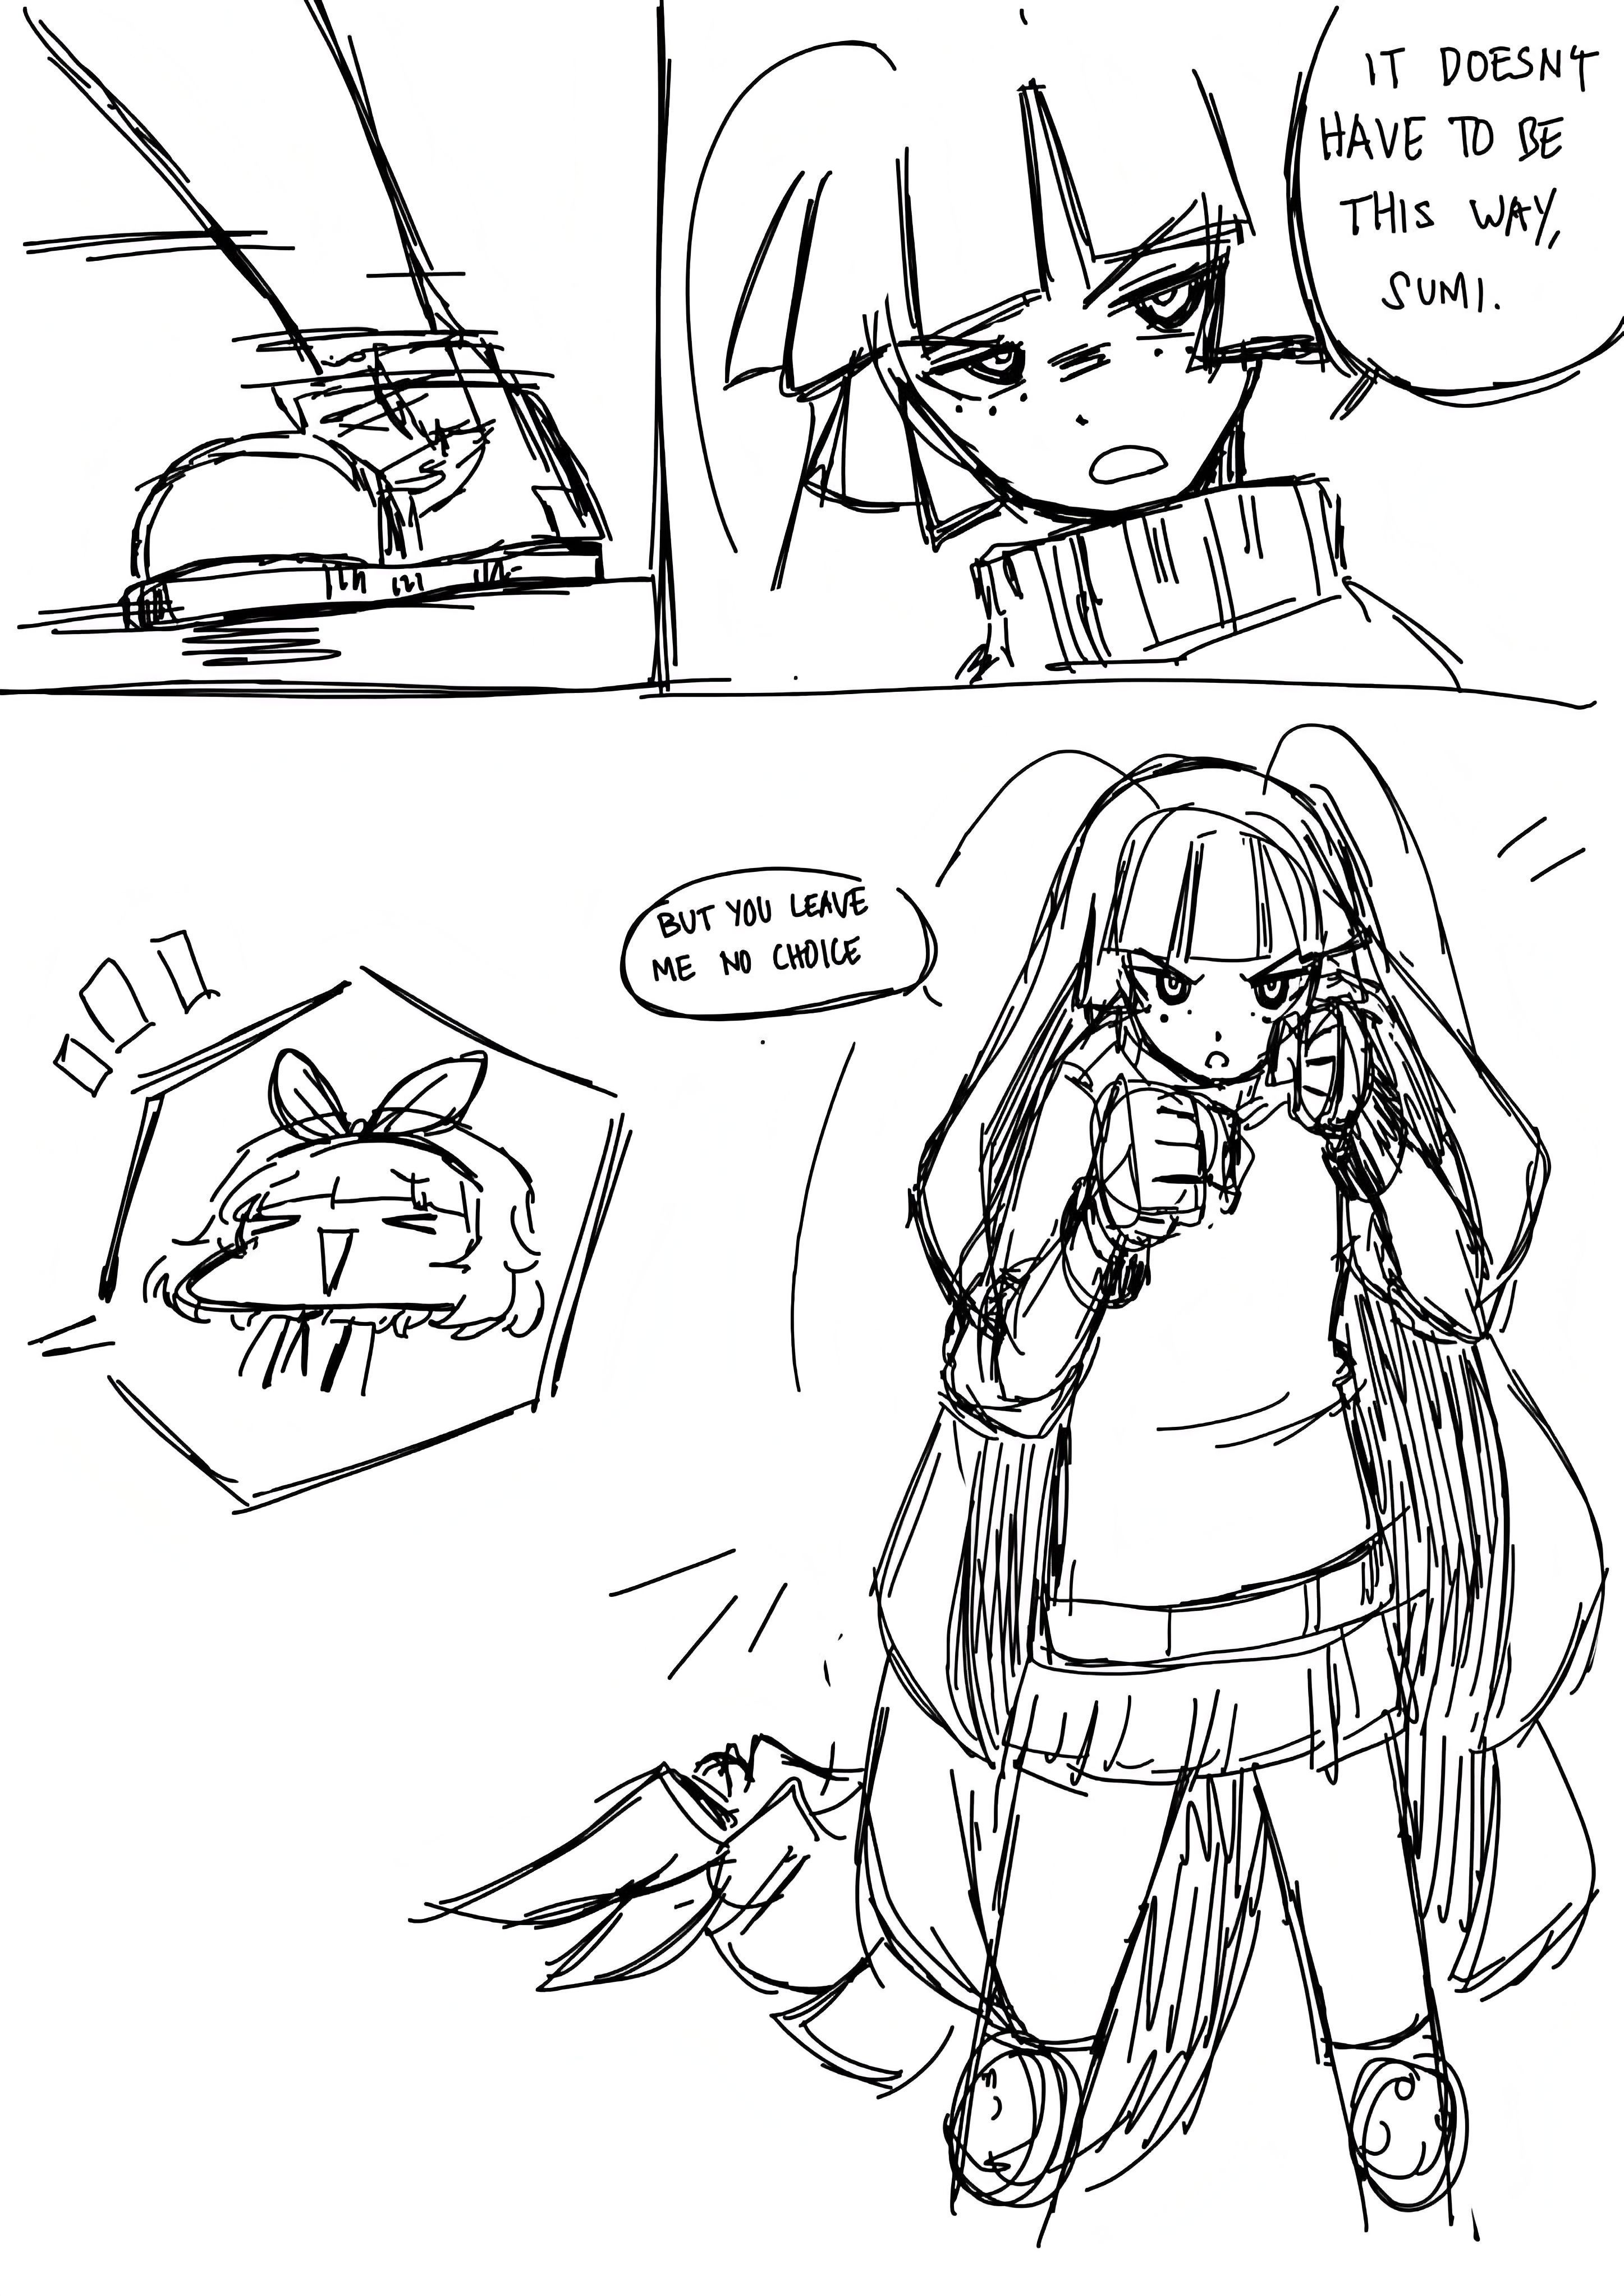 IT DOESN'T
HAVE TO BE
THIS WAY,
SUMI.
BUT YOU LEAVE
ME NO CHOICE